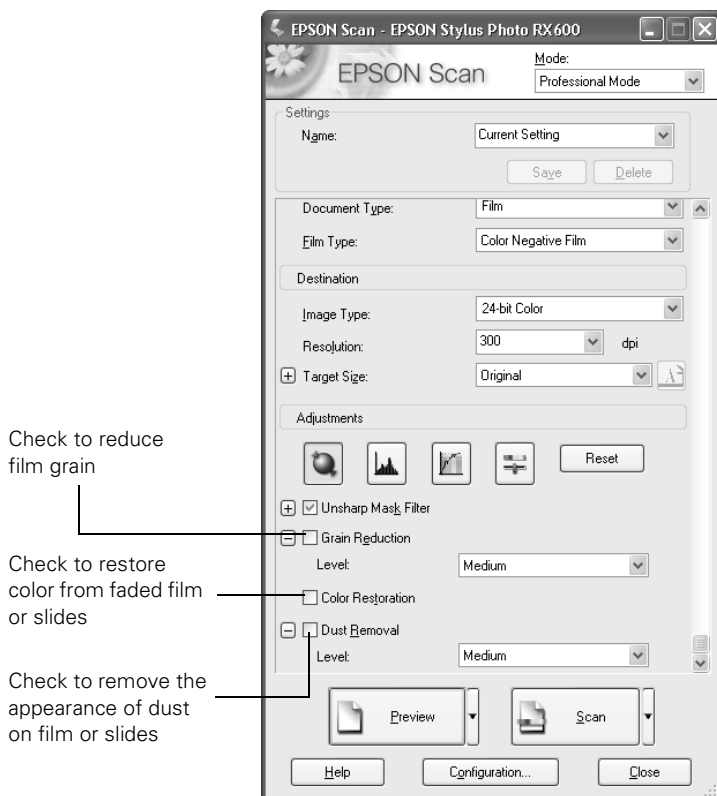 EPSON Scan - EPSON Stylus Photo RX600
EPSON Scan
Mode:
Professional Mode
Settings
Name:
Current Setting
Save
Delete
Document Type:
Film
Film Type:
Color Negative Film
Destination
Image Type:
24-bit Color
Resolution:
300
dpi
Target Size:
Original
Adjustments
Reset
Check to reduce
film grain
Unsharp Mask Filter
Grain Reduction
Level:
Medium
Check to restore
color from faded film
or slides
Color Restoration
Dust Removal
Level:
Medium
Check to remove the
appearance of dust
on film or slides
Preview
Scan
Help
Configuration...
Close